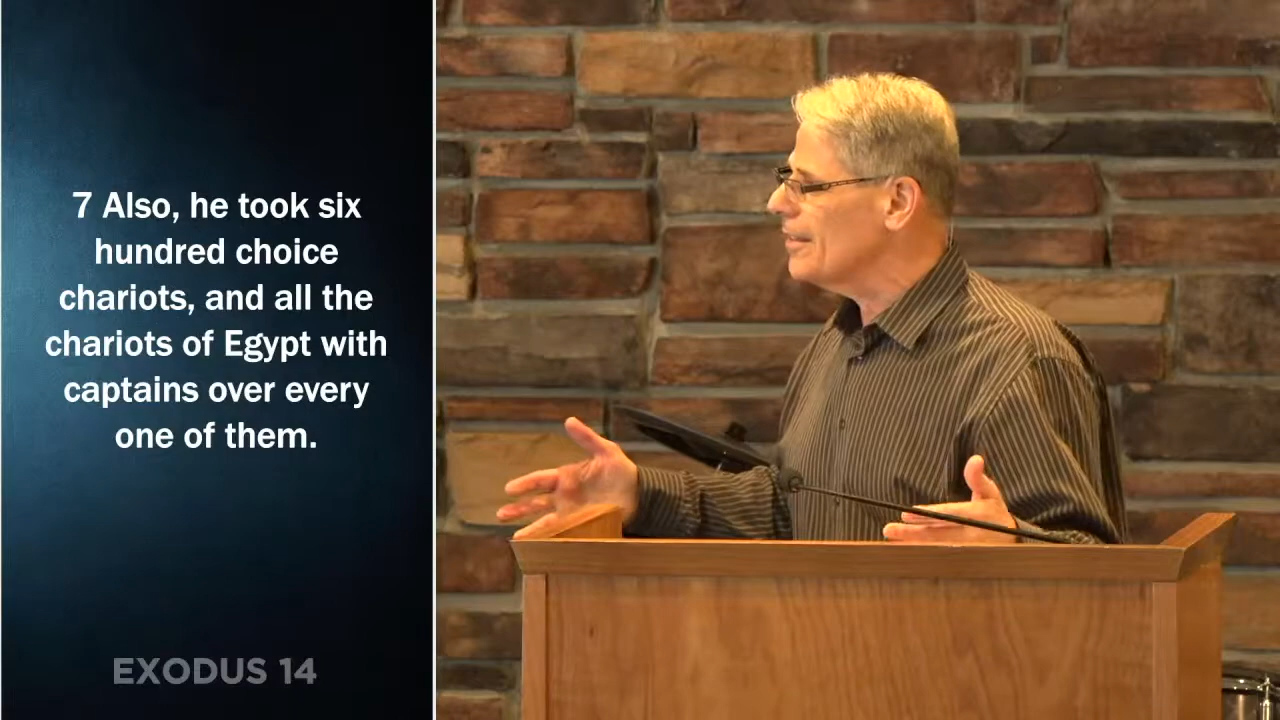 7 Also, he took six
hundred choice
chariots, and all the
chariots of Egypt with
captains over every
one of them.
EXODUS 14